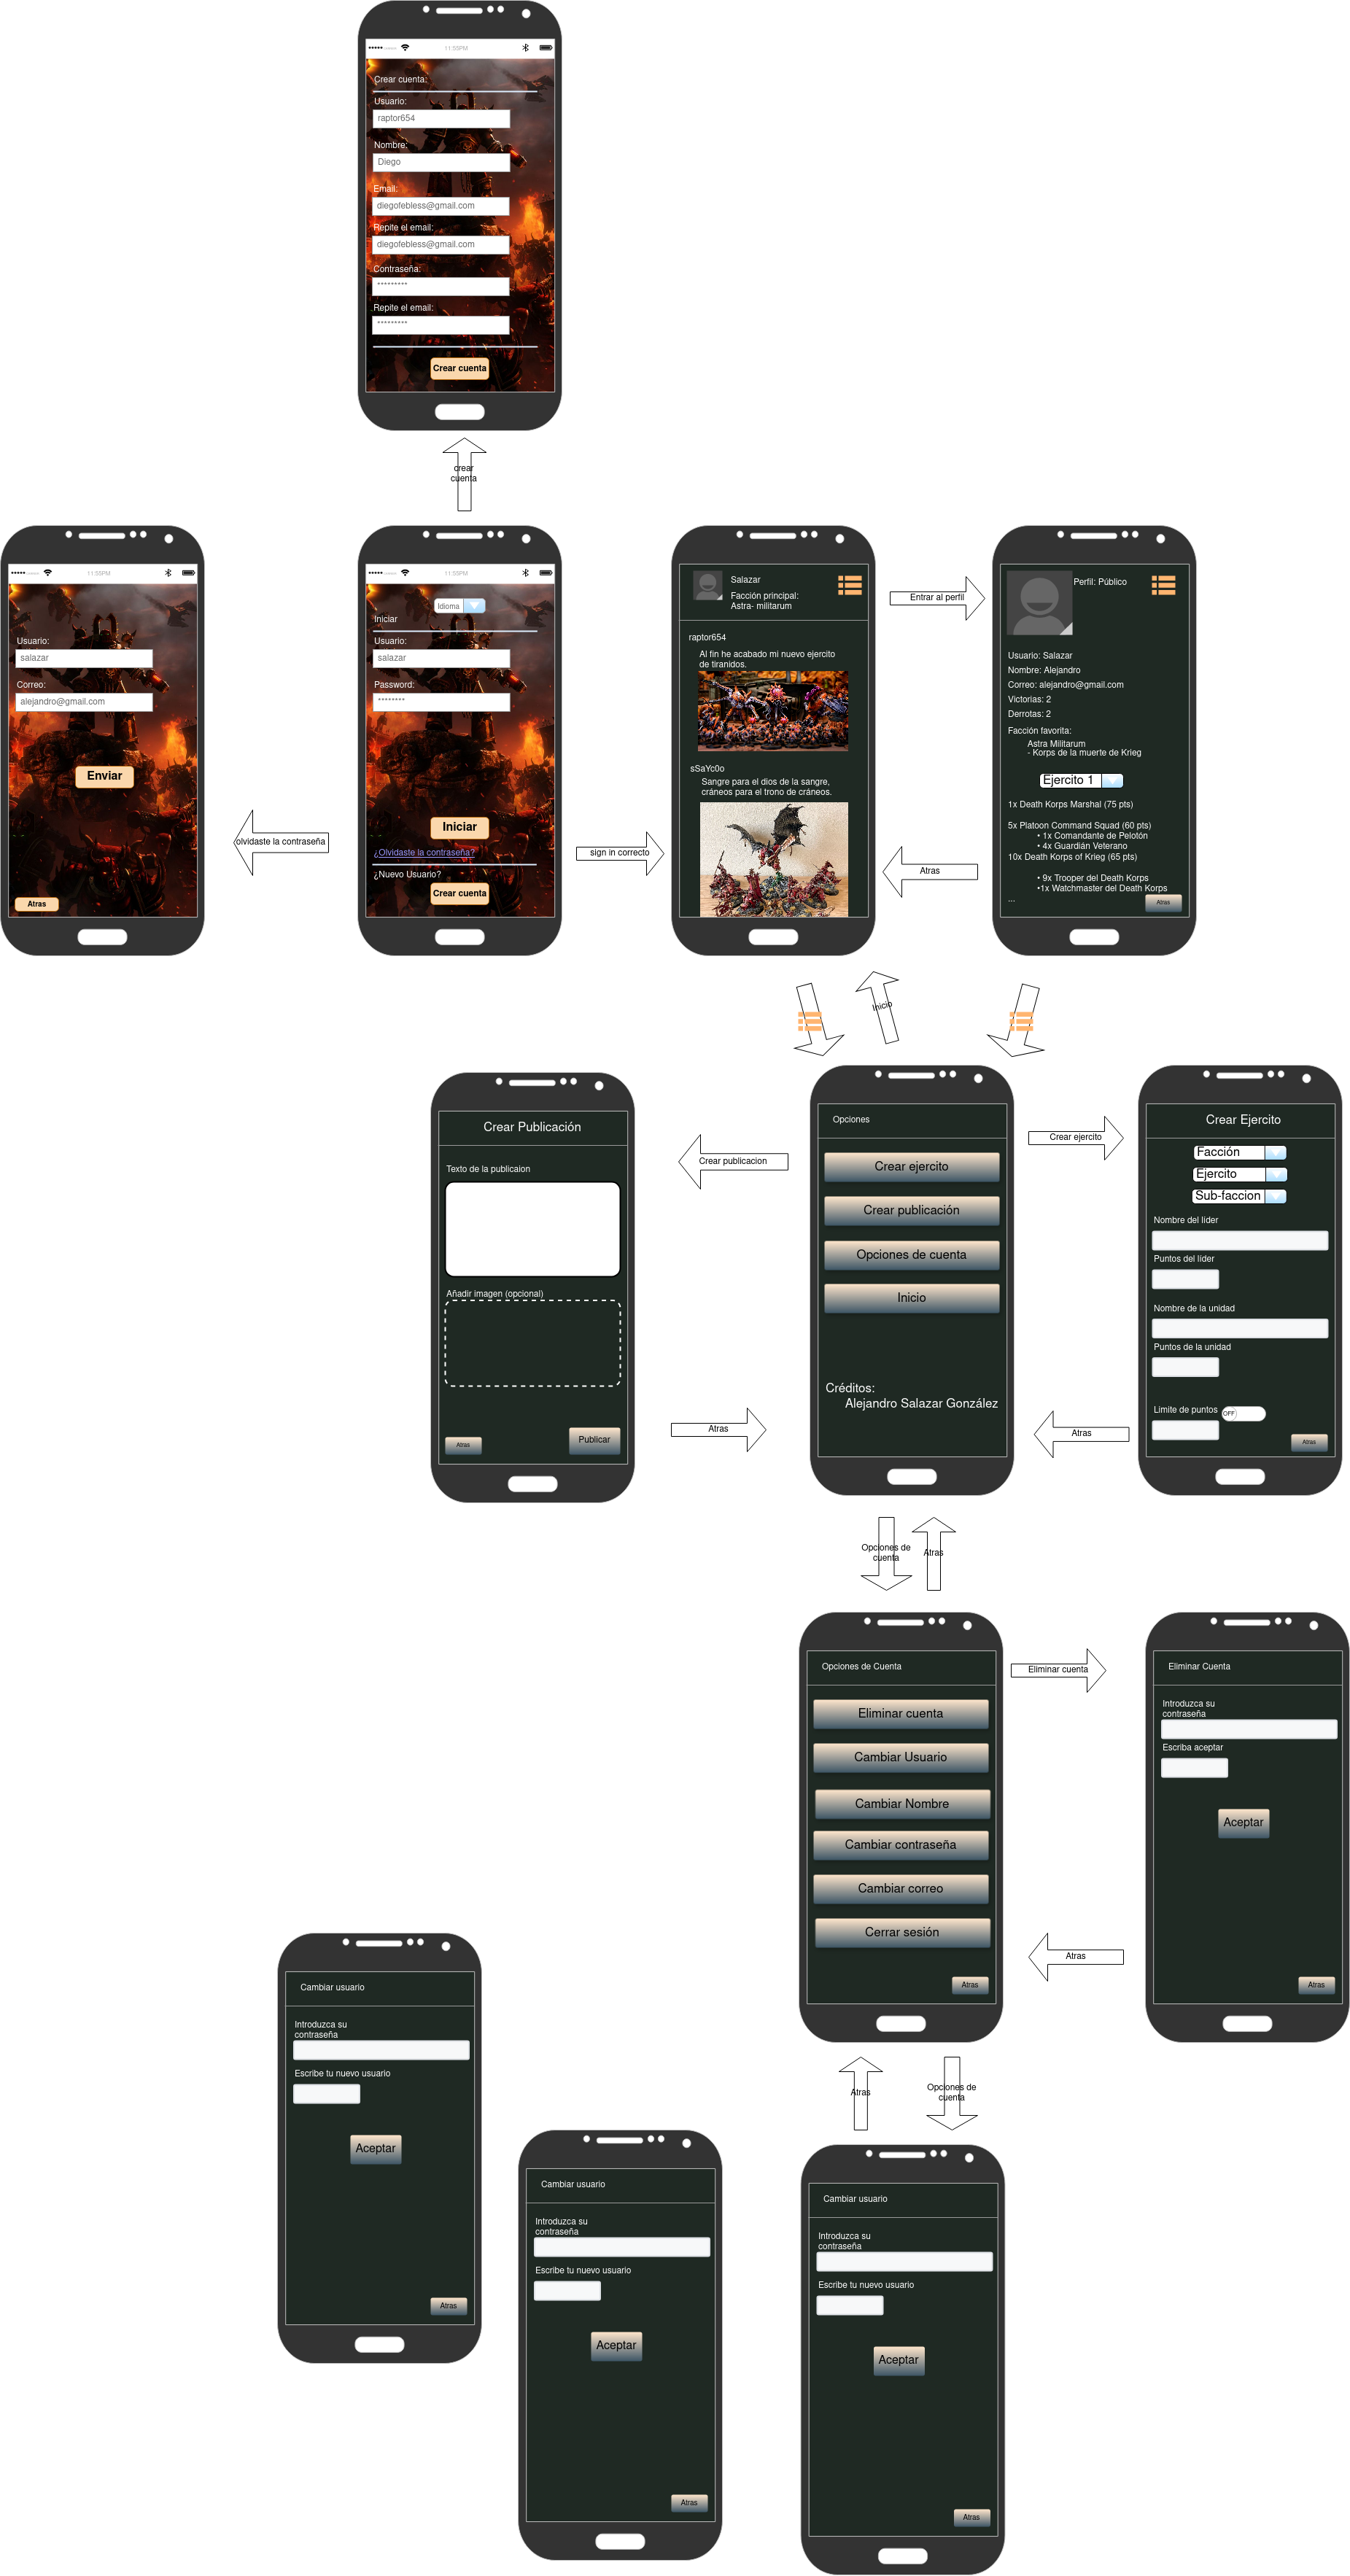 11:55PM
Crear cuenta:
Usuario:
raptor654
Nombre:
Diego
Email:
diegofebless@gmail.com
Repite el email:
diegofebless@gmail.com
Contraseña:
*********
Repite el email:
*********
Crear cuenta
crear
cuenta
11:55PM
Usuario:
salazar
Correo:
alejandro@gmail.com
Enviar
Atras
olvidaste la contraseña
11:55PM
Idioma
Iniciar
Usuario:
salazar
Password:
********
Iniciar
¿Olvidaste la contraseña?
¿Nuevo Usuario?
Crear cuenta
sign in correcto
Salazar
Facción principal:
Astra- militarum
raptor654
Al fin he acabado mi nuevo ejercito
de tiranidos.
sSaYc0o
Sangre para el dios de la sangre,
cráneos para el trono de cráneos.
Entrar al perfil
Atras
Perfil: Público
Usuario: Salazar
Nombre: Alejandro
Correo: alejandro@gmail.com
Victorias: 2
Derrotas: 2
Facción favorita:
Astra Militarum
- Korps de la muerte de Krieg
Ejercito 1
1x Death Korps Marshal (75 pts)
5x Platoon Command Squad (60 pts)
• 1x Comandante de Pelotón
• 4x Guardián Veterano
10x Death Korps of Krieg (65 pts)
• 9x Trooper del Death Korps
•1x Watchmaster del Death Korps
...
Atras
Inicio
Crear Publicación
Texto de la publicaion
Añadir imagen (opcional)
Atras
Publicar
Crear publicacion
Atras
Opciones
Crear ejercito
Crear publicación
Opciones de cuenta
Inicio
Créditos:
Alejandro Salazar González
Crear ejercito
Atras
Crear Ejercito
Facción
Ejercito
Sub-faccion
Nombre del líder
Puntos del líder
Nombre de la unidad
Puntos de la unidad
Limite de puntos
OFF
Atras
Opciones de
cuenta
Atras
Opciones de Cuenta
Eliminar cuenta
Cambiar Usuario
Cambiar Nombre
Cambiar contraseña
Cambiar correo
Cerrar sesión
Atras
Eliminar cuenta
Atras
Eliminar Cuenta
Introduzca su
contraseña
Escriba aceptar
Aceptar
Atras
Atras
Opciones de
cuenta
Cambiar usuario
Introduzca su
contraseña
Escribe tu nuevo usuario
Aceptar
Atras
Cambiar usuario
Introduzca su
contraseña
Escribe tu nuevo usuario
Aceptar
Atras
Cambiar usuario
Introduzca su
contraseña
Escribe tu nuevo usuario
Aceptar
Atras